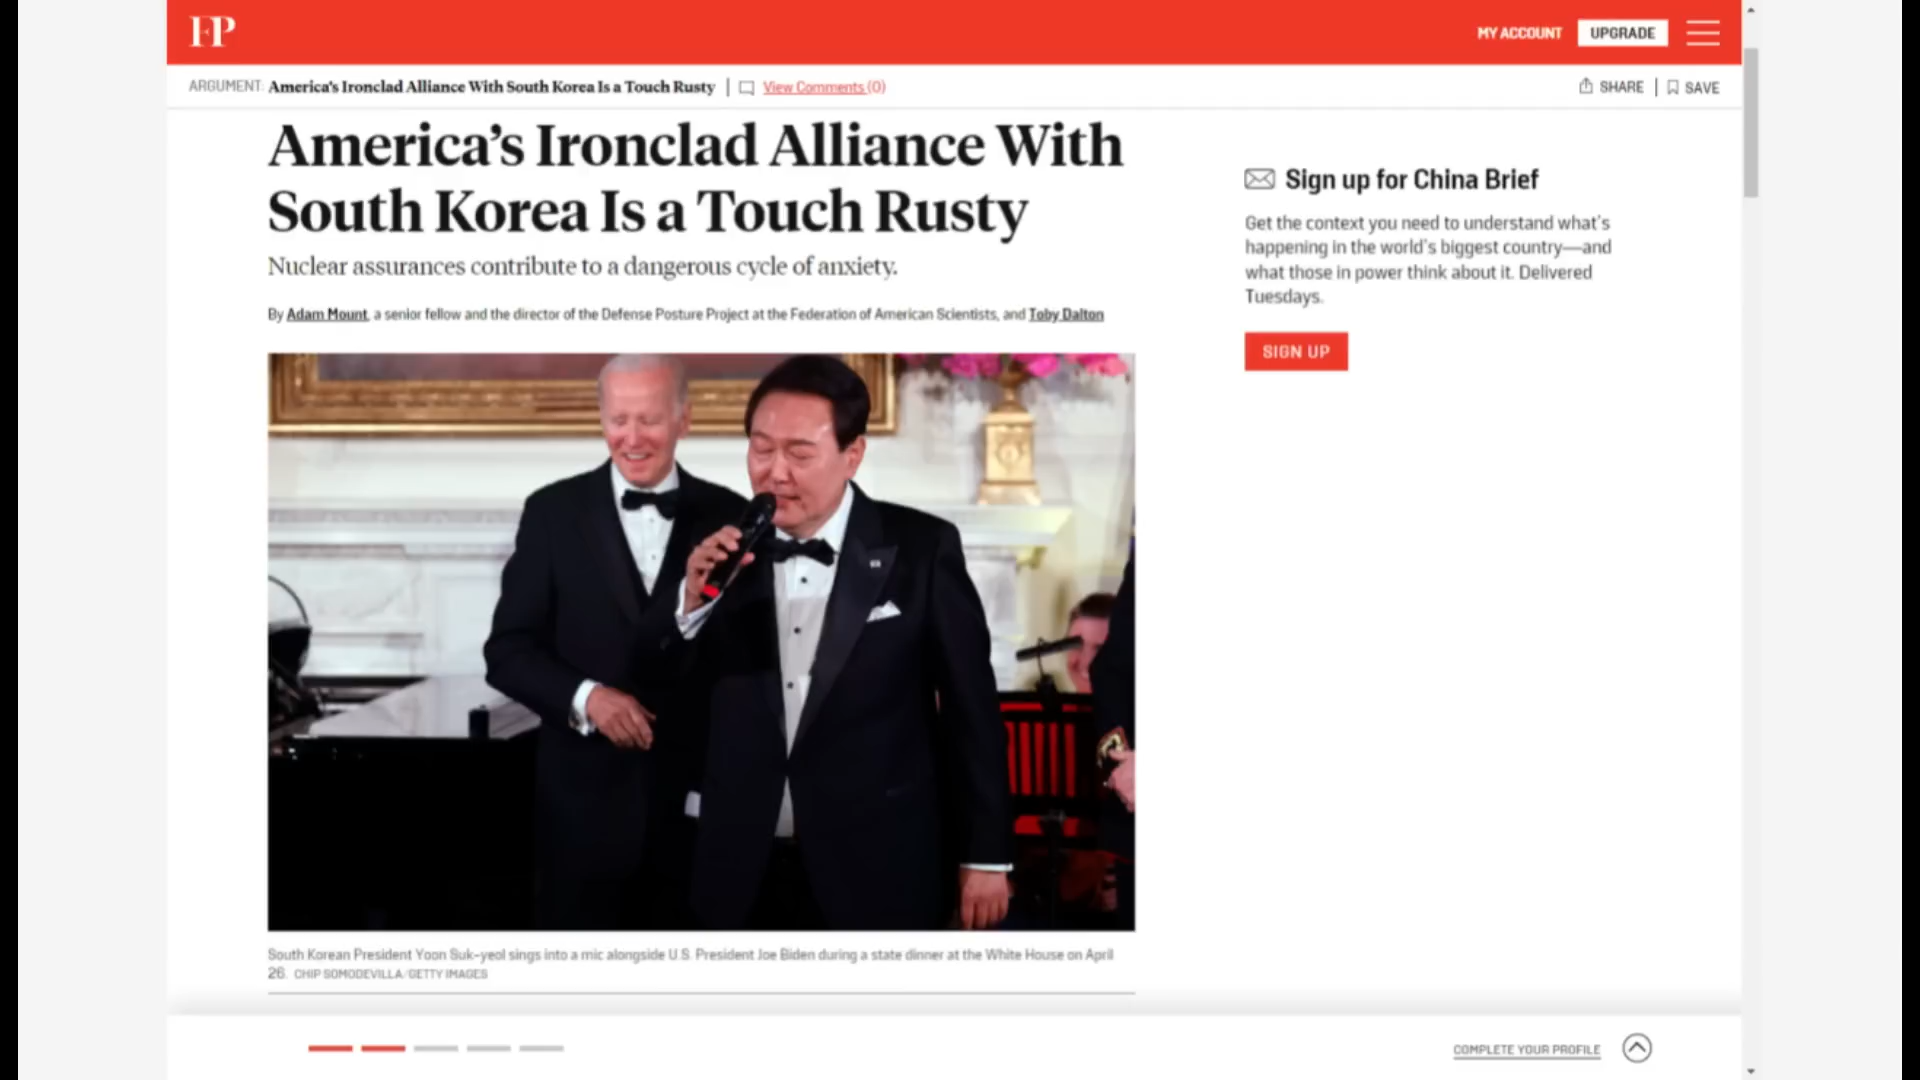 FP
MY ACCOUNT
UPGRADE
ARGUMENT: America's Ironclad Alliance With South Korea Is a Touch Rusty | View Comments (0)
SHARE | SAVE
America's Ironclad Alliance With
South Korea Is a Touch Rusty
Nuclear assurances contribute to a dangerous cycle of anxiety.
By Adam Mount, a senior fellow and the director of the Defense Posture Project at the Federation of American Scientists, and Toby Dalton
Sign up for China Brief
Get the context you need to understand what's
happening in the world's biggest country—and
what those in power think about it. Delivered
Tuesdays.
SIGN UP
South Korean President Yoon Suk-yeol sings into a mic alongside U.S. President Joe Biden during a state dinner at the White House on April
26. CHIP SOMODEVILLA/GETTY IMAGES
COMPLETE YOUR PROFILE